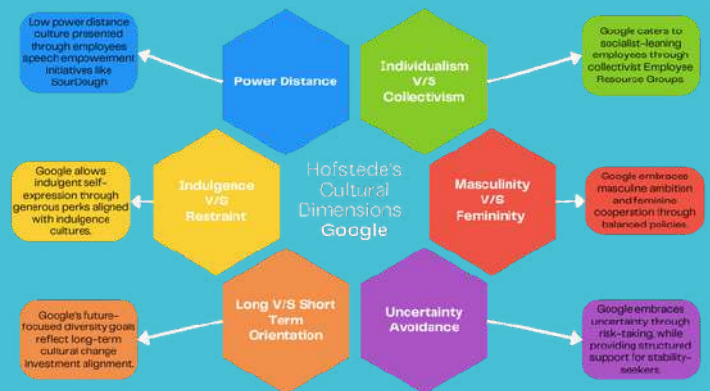 Low power distance
culture presented
through employees
speech empowerment
initiatives like
SourDough
Power Distance
Individualism
V/S
Collectivism
Google caters to
socialist-leaning
employees through
collectivist Employee
Resource Groups
Google allows
indulgent self-
expression through
generous perks aligned
with indulgence
cultures.
Indulgence
V/S
Restraint
Hofstede's
Cultural
Dimensions
Google
Masculinity
V/S
Femininity
Google embraces
masculine ambition
and feminine
cooperation through
balanced policies.
Google's future-
focused diversity goals
reflect long-term
cultural change
investment alignment.
Long V/S Short
Term
Orientation
Uncertainty
Avoidance
Google embraces
uncertainty through
risk-taking, while
providing structured
support for stability-
seekers.